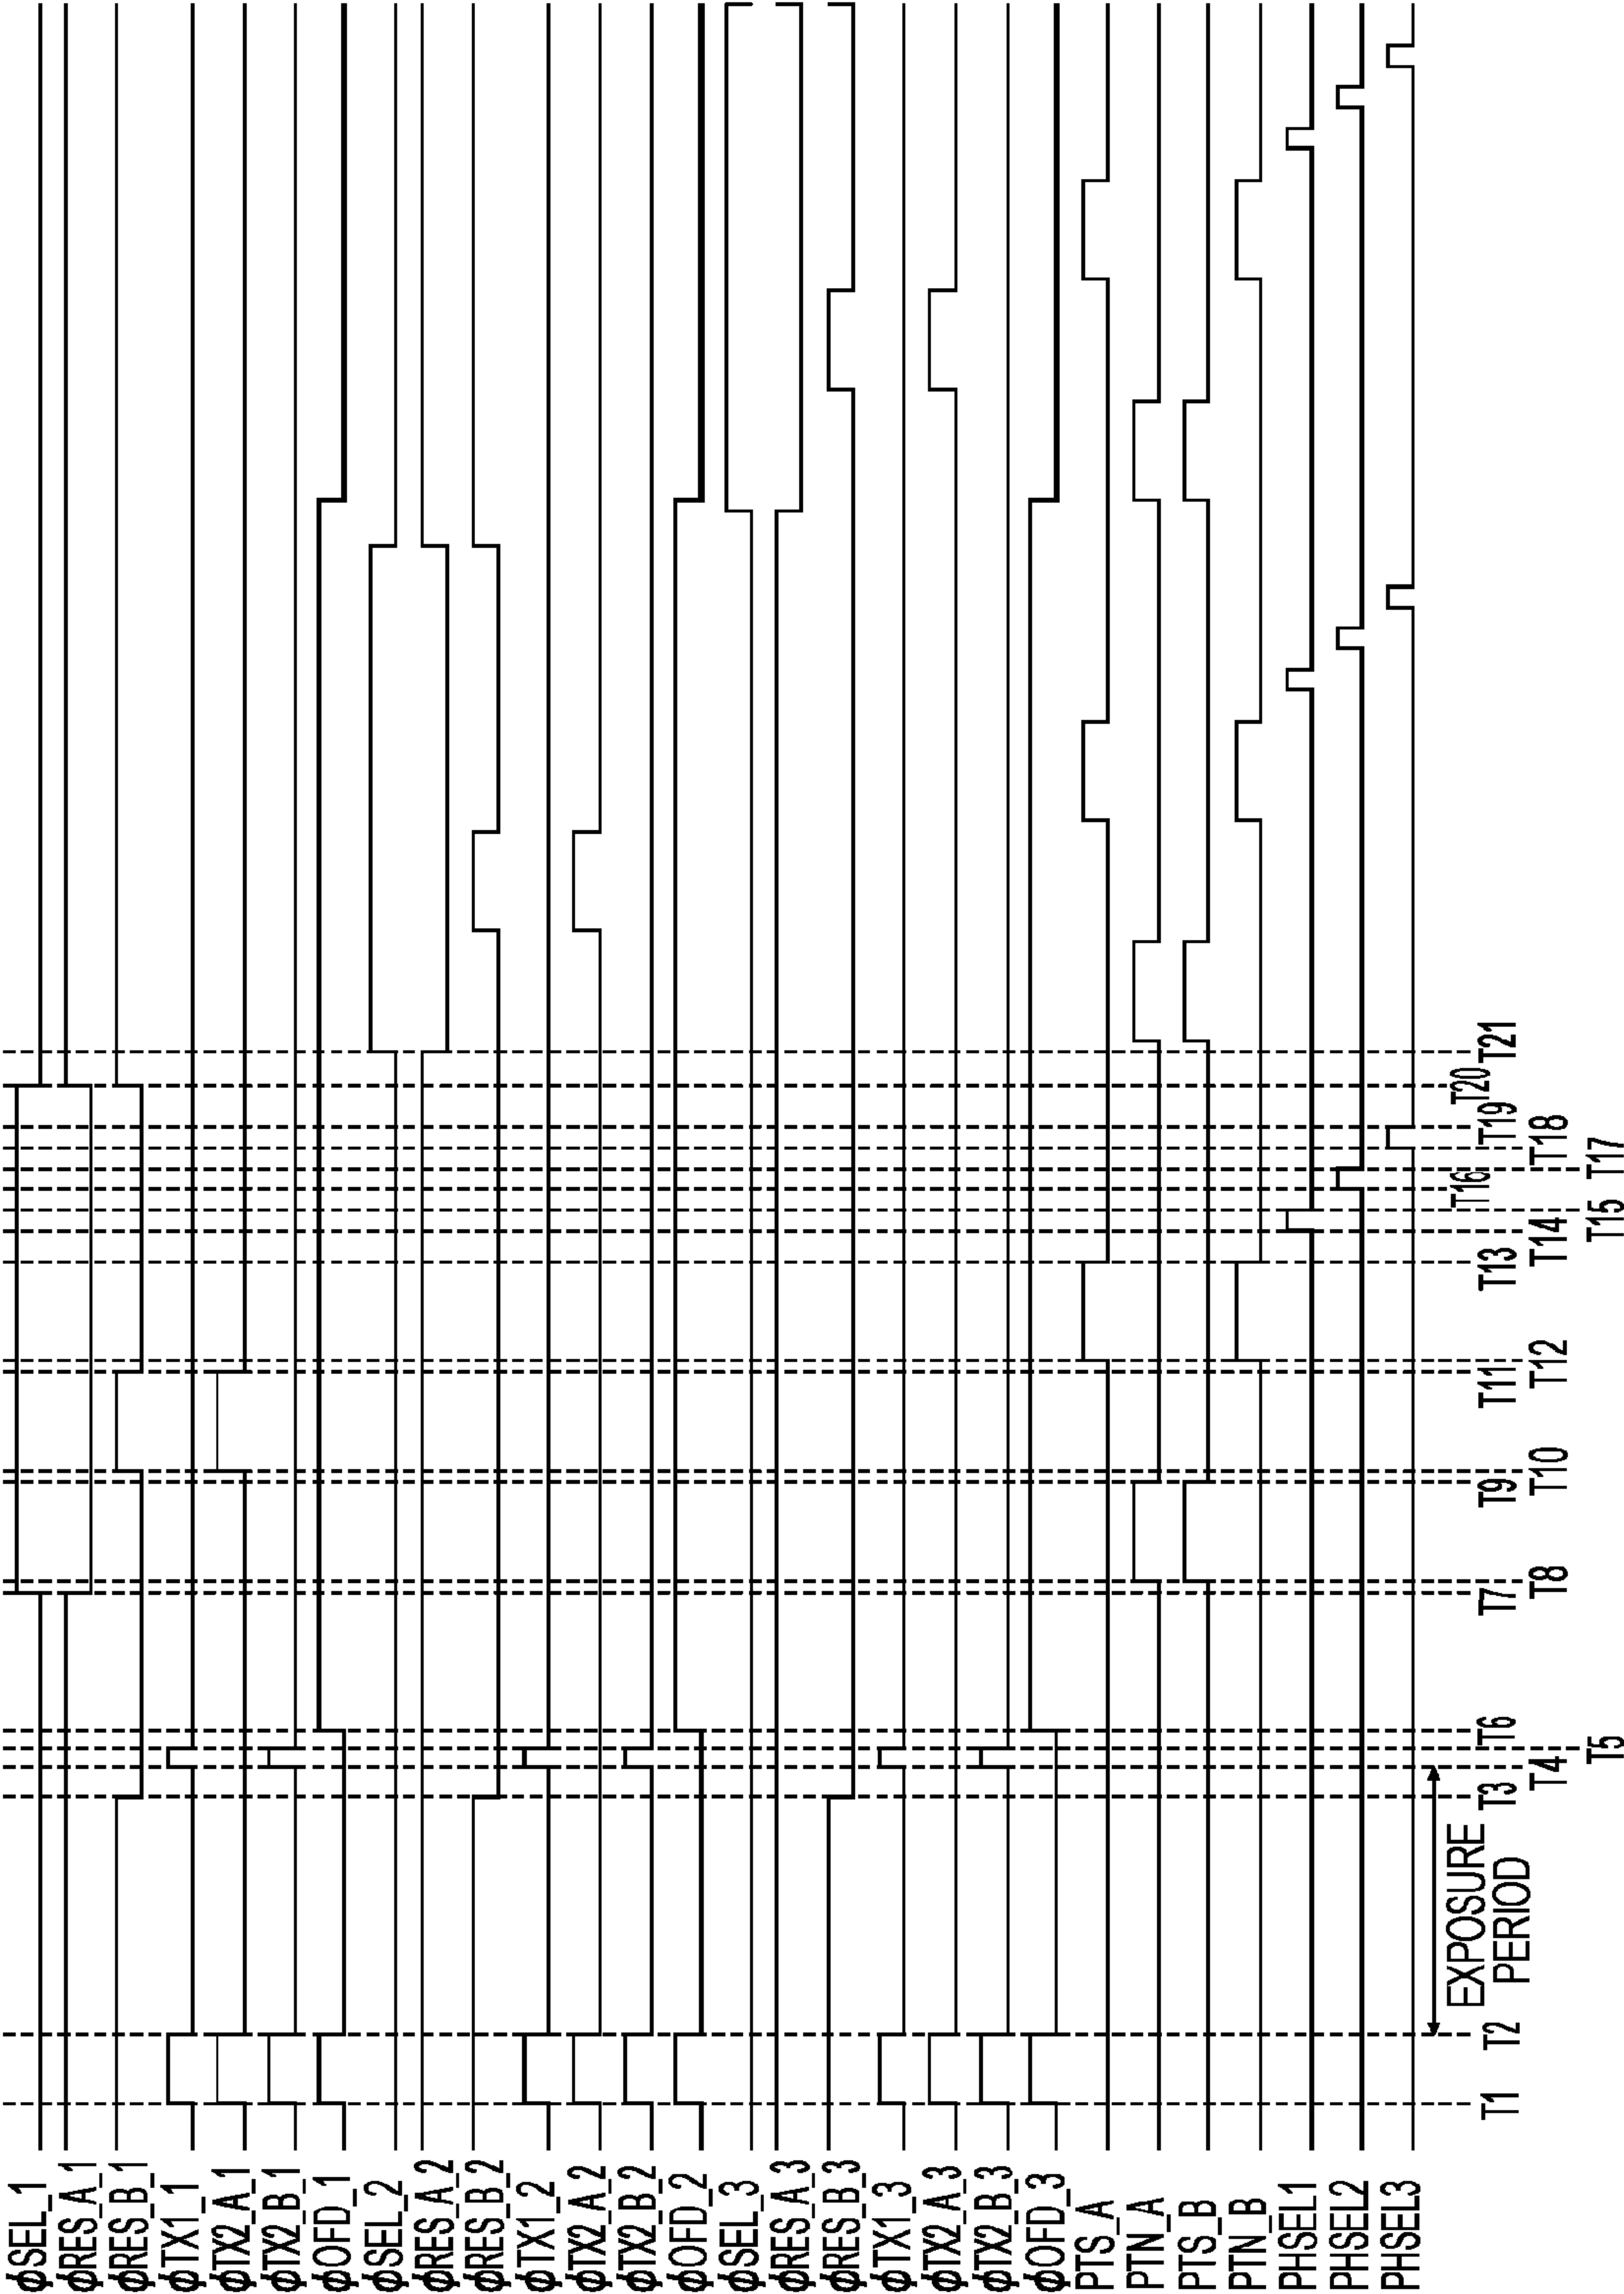 ϕSEL_1
ϕRES_A_1
ϕRES_B_1
ϕTX1_1
ϕTX2_A_1
ϕTX2_B_1
ϕOFD_1
ϕSEL_2
ϕRES_A_2
ϕRES_B_2
ϕTX1_2
ϕTX2_A_2
ϕTX2_B_2
ϕOFD_2
ϕSEL_3
ϕRES_A_3
ϕRES_B_3
ϕTX1_3
ϕTX2_A_3
ϕTX2_B_3
ϕOFD_3
PTS_A
PTN_A
PTS_B
PTN_B
PHSEL1
PHSEL2
PHSEL3
EXPOSURE
PERIOD
T1
T2
T3
T4
T5
T6
T7
T8
T9
T10
T11
T12
T13
T14
T15
T16
T17
T18
T19
T20
T21